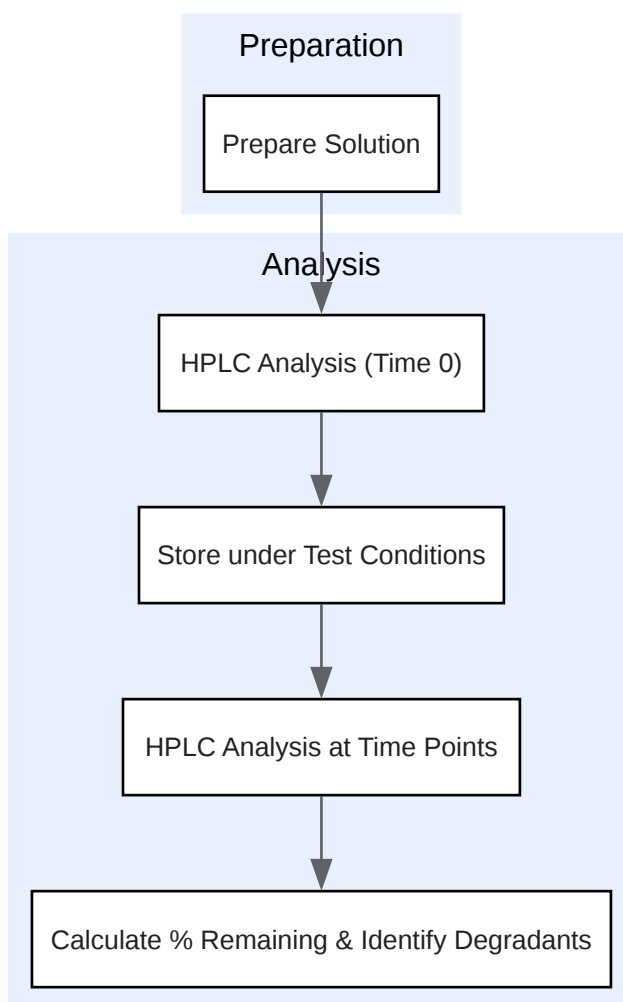 Preparation
Prepare Solution
Analysis
HPLC Analysis (Time 0)
Store under Test Conditions
HPLC Analysis at Time Points
Calculate % Remaining & Identify Degradants